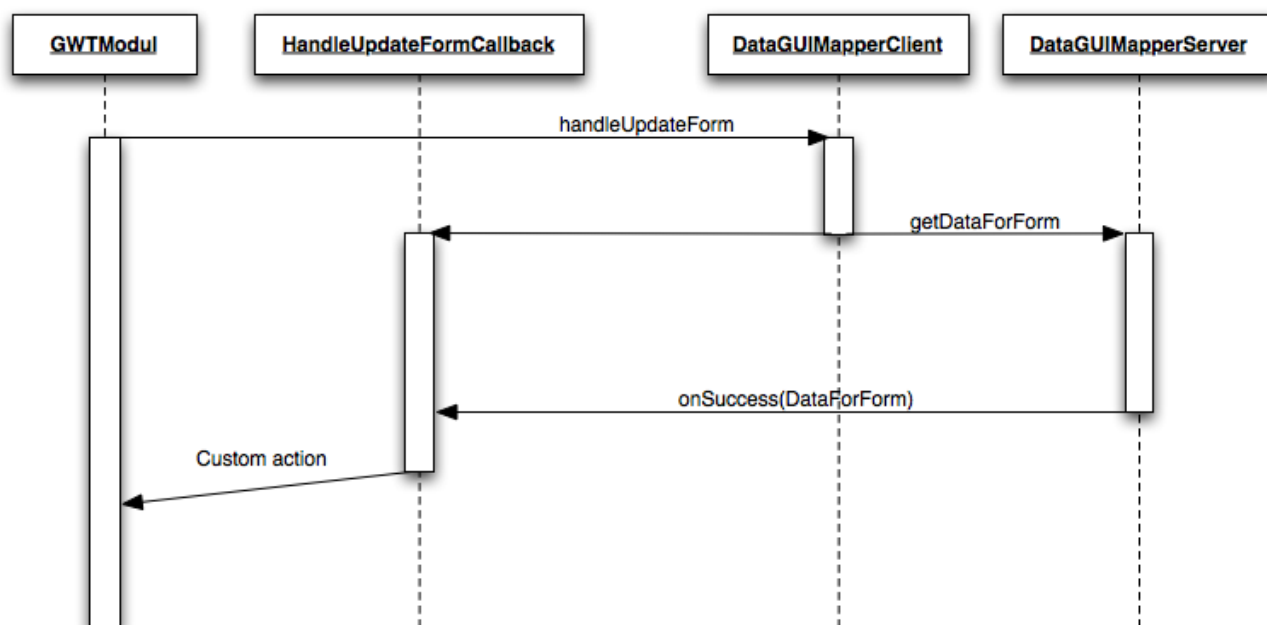 GWTModul
HandleUpdateFormCallback
DataGUIMapperClient
DataGUIMapperServer
handleUpdateForm
getDataForForm
onSuccess(DataForForm)
Custom action